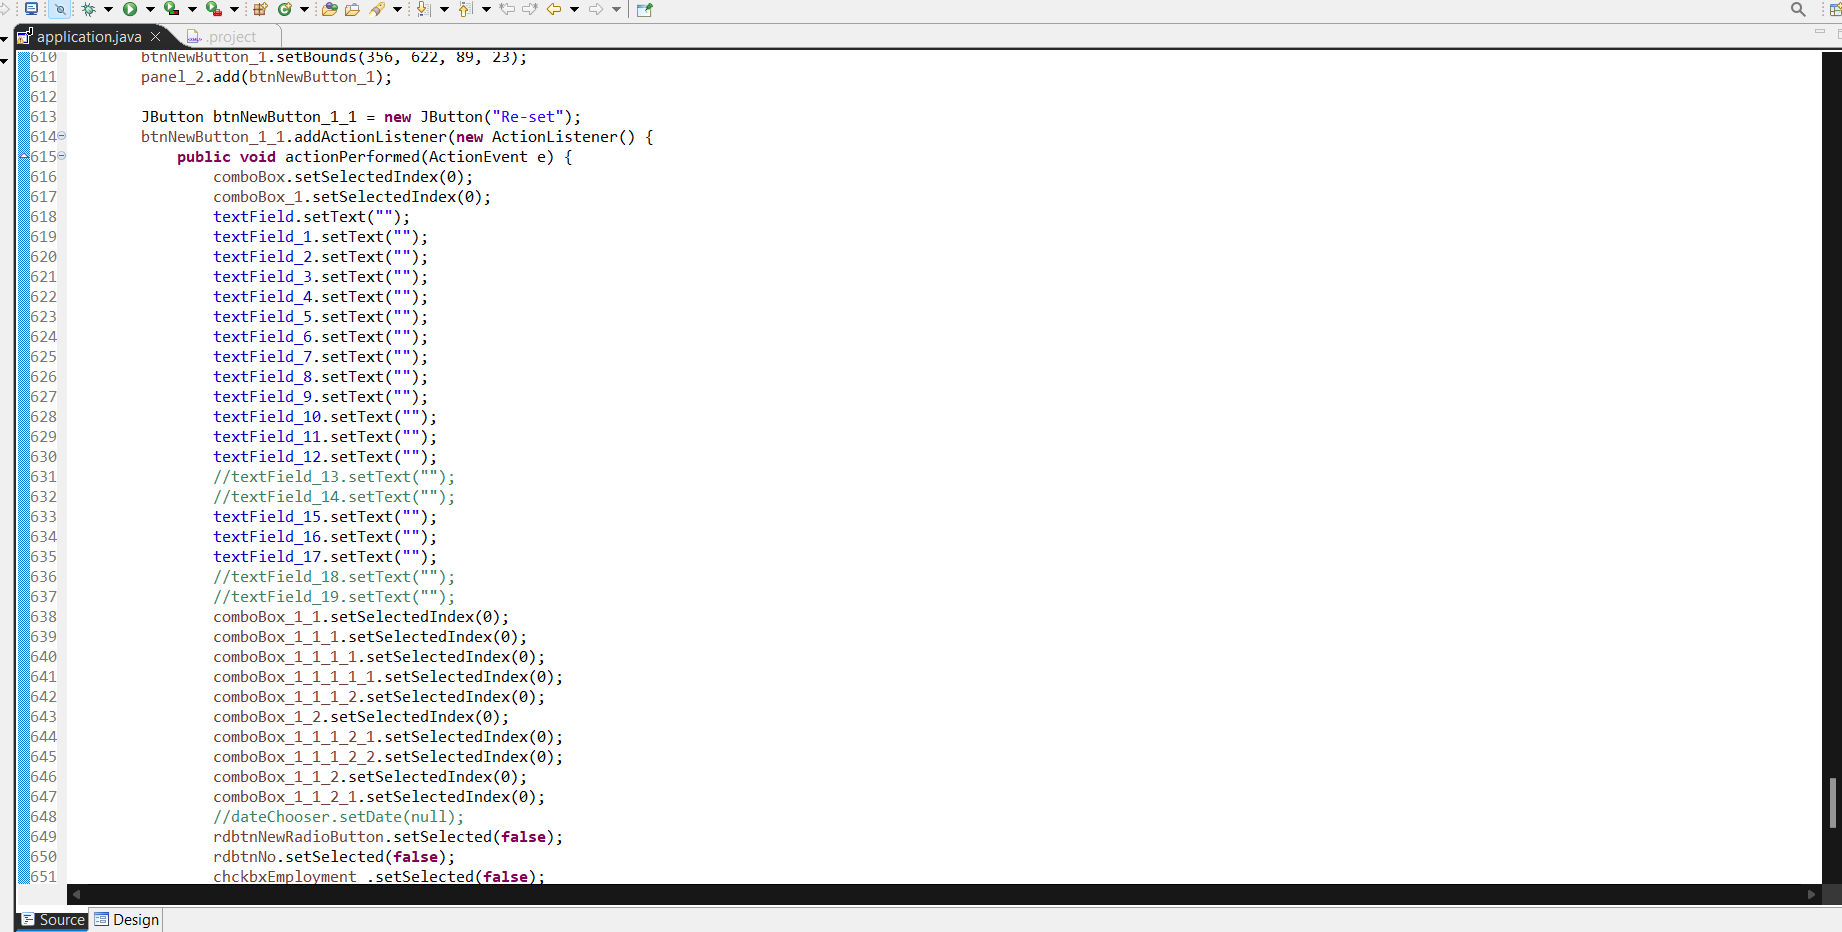 application.java
.project
610 btnNewButton_1.setBounds(356, 622, 89, 23);
611 panel_2.add(btnNewButton_1);
612
613 JButton btnNewButton_1_1 = new JButton("Re-set");
614 btnNewButton_1_1.addActionListener(new ActionListener() {
615 public void actionPerformed(ActionEvent e) {
616 comboBox.setSelectedIndex(0);
617 comboBox_1.setSelectedIndex(0);
618 textField.setText("");
619 textField_1.setText("");
620 textField_2.setText("");
621 textField_3.setText("");
622 textField_4.setText("");
623 textField_5.setText("");
624 textField_6.setText("");
625 textField_7.setText("");
626 textField_8.setText("");
627 textField_9.setText("");
628 textField_10.setText("");
629 textField_11.setText("");
630 textField_12.setText("");
631 //textField_13.setText("");
632 //textField_14.setText("");
633 textField_15.setText("");
634 textField_16.setText("");
635 textField_17.setText("");
636 //textField_18.setText("");
637 //textField_19.setText("");
638 comboBox_1_1.setSelectedIndex(0);
639 comboBox_1_1_1.setSelectedIndex(0);
640 comboBox_1_1_1_1.setSelectedIndex(0);
641 comboBox_1_1_1_1_1.setSelectedIndex(0);
642 comboBox_1_1_1_2.setSelectedIndex(0);
643 comboBox_1_2.setSelectedIndex(0);
644 comboBox_1_1_1_2_1.setSelectedIndex(0);
645 comboBox_1_1_1_2_2.setSelectedIndex(0);
646 comboBox_1_1_2.setSelectedIndex(0);
647 comboBox_1_1_2_1.setSelectedIndex(0);
648 //dateChooser.setDate(null);
649 rdbtnNewRadioButton.setSelected(false);
650 rdbtnNo.setSelected(false);
651 chckbxEmployment .setSelected(false);
Source
Design